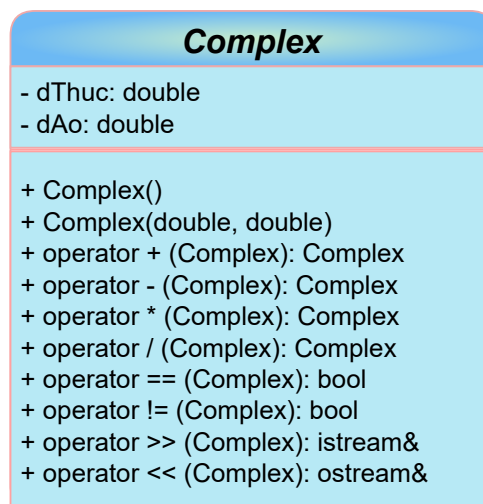 Complex
- dThuc: double
- dAo: double
+ Complex()
+ Complex(double, double)
+ operator + (Complex): Complex
+ operator - (Complex): Complex
+ operator * (Complex): Complex
+ operator / (Complex): Complex
+ operator == (Complex): bool
+ operator != (Complex): bool
+ operator >> (Complex): istream&
+ operator << (Complex): ostream&